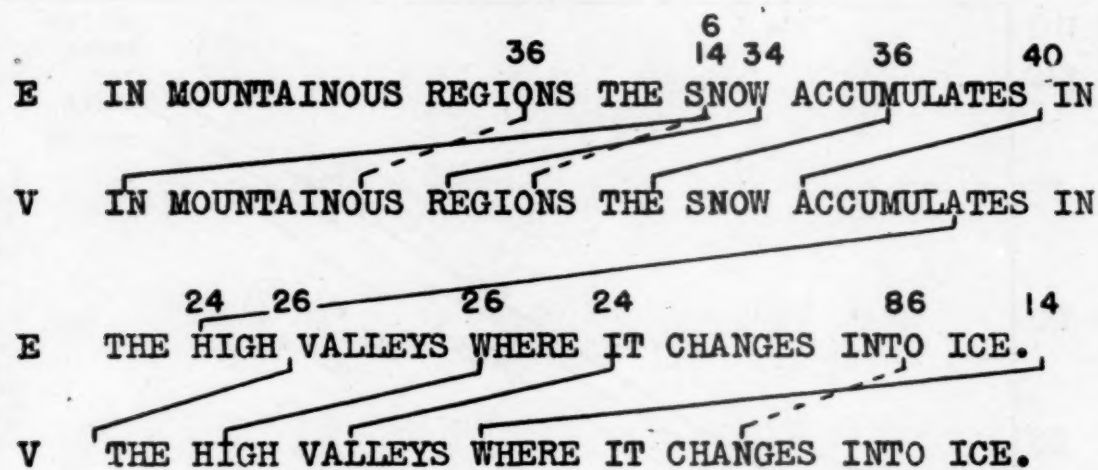 6
36 14 34 36 40
E IN MOUNTAINOUS REGIONS THE SNOW ACCUMULATES IN
V IN MOUNTAINOUS REGIONS THE SNOW ACCUMULATES IN
24 26 26 24 86 14
E THE HIGH VALLEYS WHERE IT CHANGES INTO ICE.
V THE HIGH VALLEYS WHERE IT CHANGES INTO ICE.